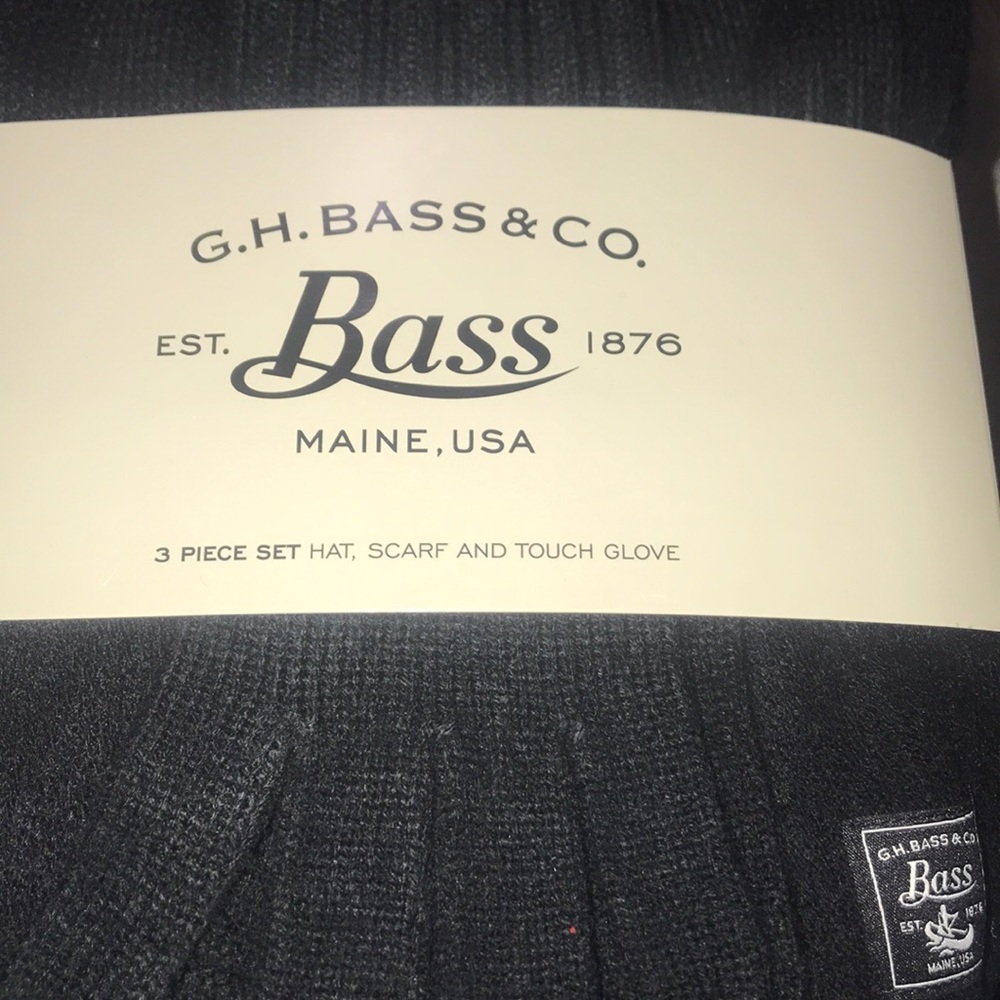 G.H. BASS & CO.
EST. Bass 1876
MAINE, USA
3 PIECE SET HAT, SCARF AND TOUCH GLOVE
G.H. BASS & CO
Bass
EST. 1876
MAINE, USA